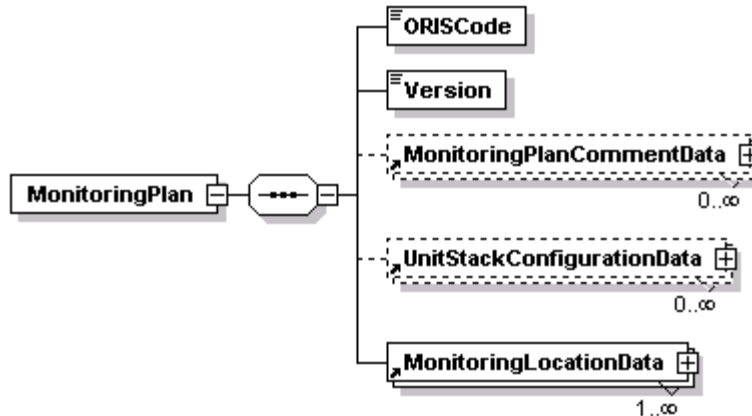 ORISCode
Version
MonitoringPlanCommentData
0..∞
MonitoringPlan
UnitStackConfigurationData
0..∞
MonitoringLocationData
1..∞